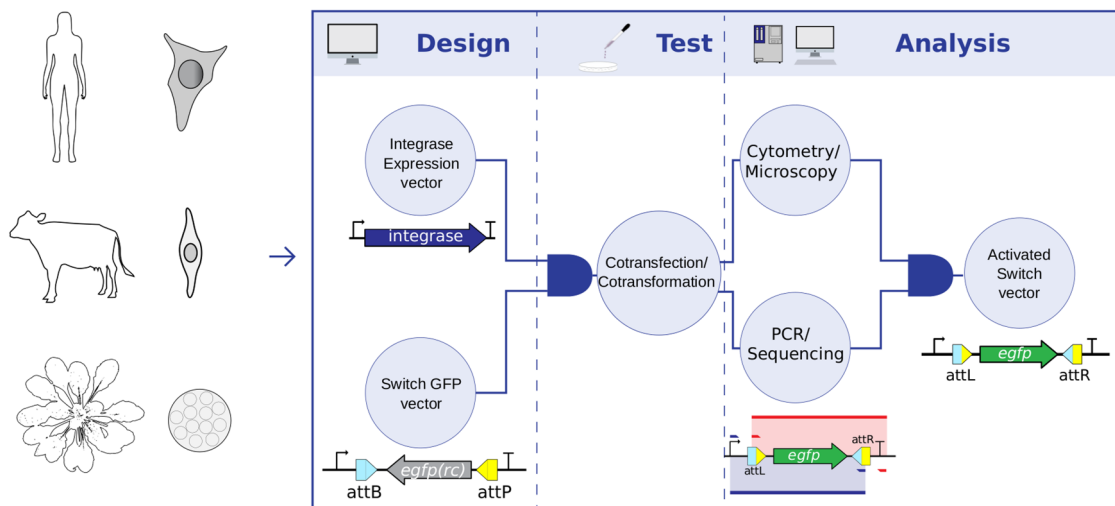 Design
Test
Analysis
Integrase
Expression
vector
integrase
Switch GFP
vector
egfp(rc)
attB
attP
Cotransfection/
Cotransformation
Cytometry/
Microscopy
PCR/
Sequencing
attR
egfp
attL
Activated
Switch
vector
egfp
attL
attR